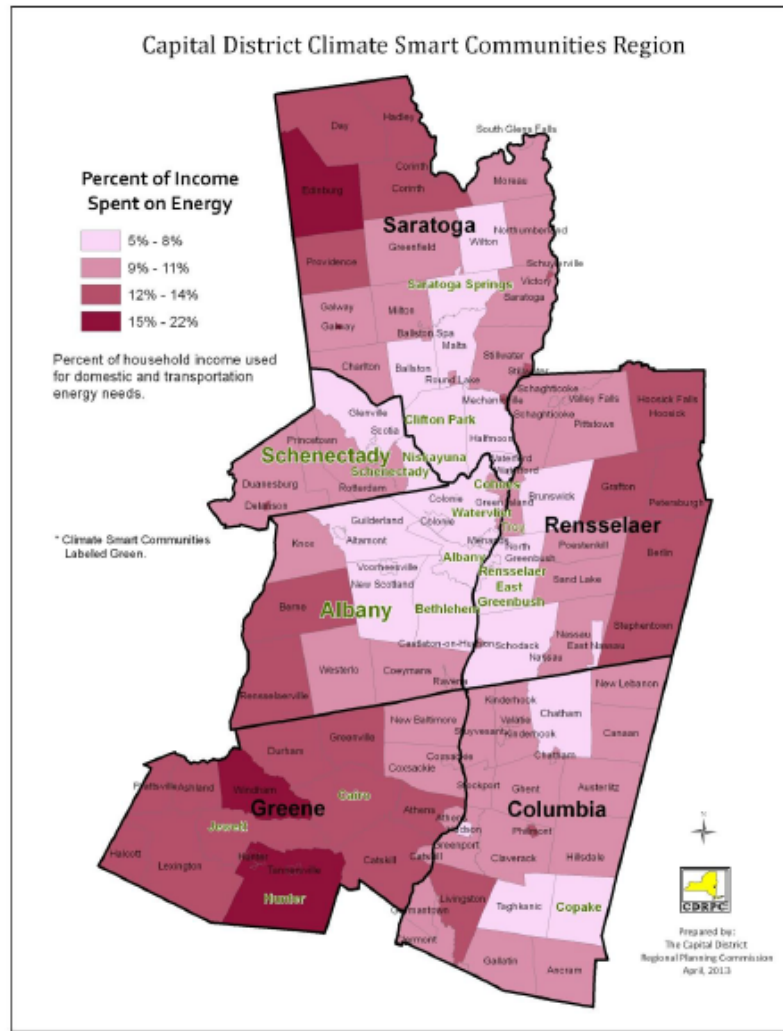 Capital District Climate Smart Communities Region
Percent of Income
Spent on Energy
5% - 8%
9% - 11%
12% - 14%
15% - 22%
Percent of household income used
for domestic and transportation
energy needs.
* Climate Smart Communities
Labeled Green.
Day
Hadley
South Glens Falls
Corinth
Corinth
Moreau
Edinburg
Saratoga
Wilton
Northumberland
Greenfield
Providence
Schuylerville
Saratoga Springs
Victory
Saratoga
Galway
Galway
Milton
Ballston Spa
Malta
Stillwater
Stillwater
Charlton
Ballston
Round Lake
Mechanicville
Schaghticoke
Schaghticoke
Valley Falls
Pittstown
Hoosick Falls
Hoosick
Glenville
Scotia
Clifton Park
Halfmoon
Princetown
Schenectady
Schenectady
Niskayuna
Waterford
Waterford
Duanesburg
Rotterdam
Delanson
Cohoes
Green Island
Colonie
Colonie
Watervliet
Troy
Brunswick
Grafton
Petersburgh
Rensselaer
Guilderland
Altamont
Knox
Menands
North
Greenbush
Poestenkill
Berlin
Voorheesville
New Scotland
Albany
Rensselaer
East
Greenbush
Sand Lake
Berne
Albany
Bethlehem
Stephentown
Castleton-on-Hudson
Schodack
Nassau
Nassau
East Nassau
Westerlo
Coeymans
Ravena
Rensselaerville
New Lebanon
New Baltimore
Kinderhook
Valatie
Kinderhook
Stuyvesant
Chatham
Chatham
Canaan
Greenville
Durham
Coxsackie
Coxsackie
Stockport
Ghent
Austerlitz
Prattsville
Ashland
Windham
Greene
Cairo
Athens
Athens
Hudson
Columbia
Philmont
Jewett
Greenport
Claverack
Hillsdale
Halcott
Lexington
Hunter
Tannersville
Catskill
Catskill
Hunter
Livingston
Taghkanic
Copake
Germantown
Clermont
Gallatin
Ancram
N
CDRPC
Prepared by:
The Capital District
Regional Planning Commission
April, 2013